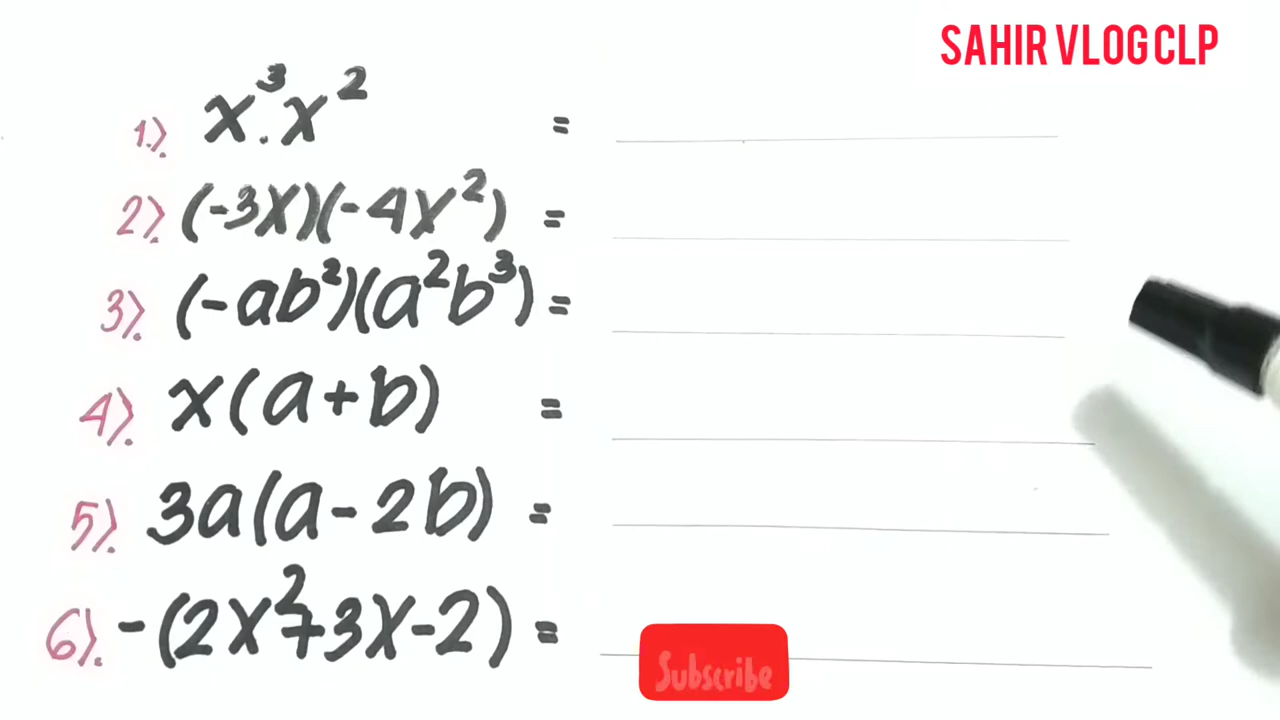 SAHIR VLOG CLP
1.) x³.x² =
2). (-3x)(-4x²) =
3). (-ab²)(a²b³) =
4). x(a+b) =
5). 3a(a-2b) =
6). -(2x²+3x-2) =
Subscribe